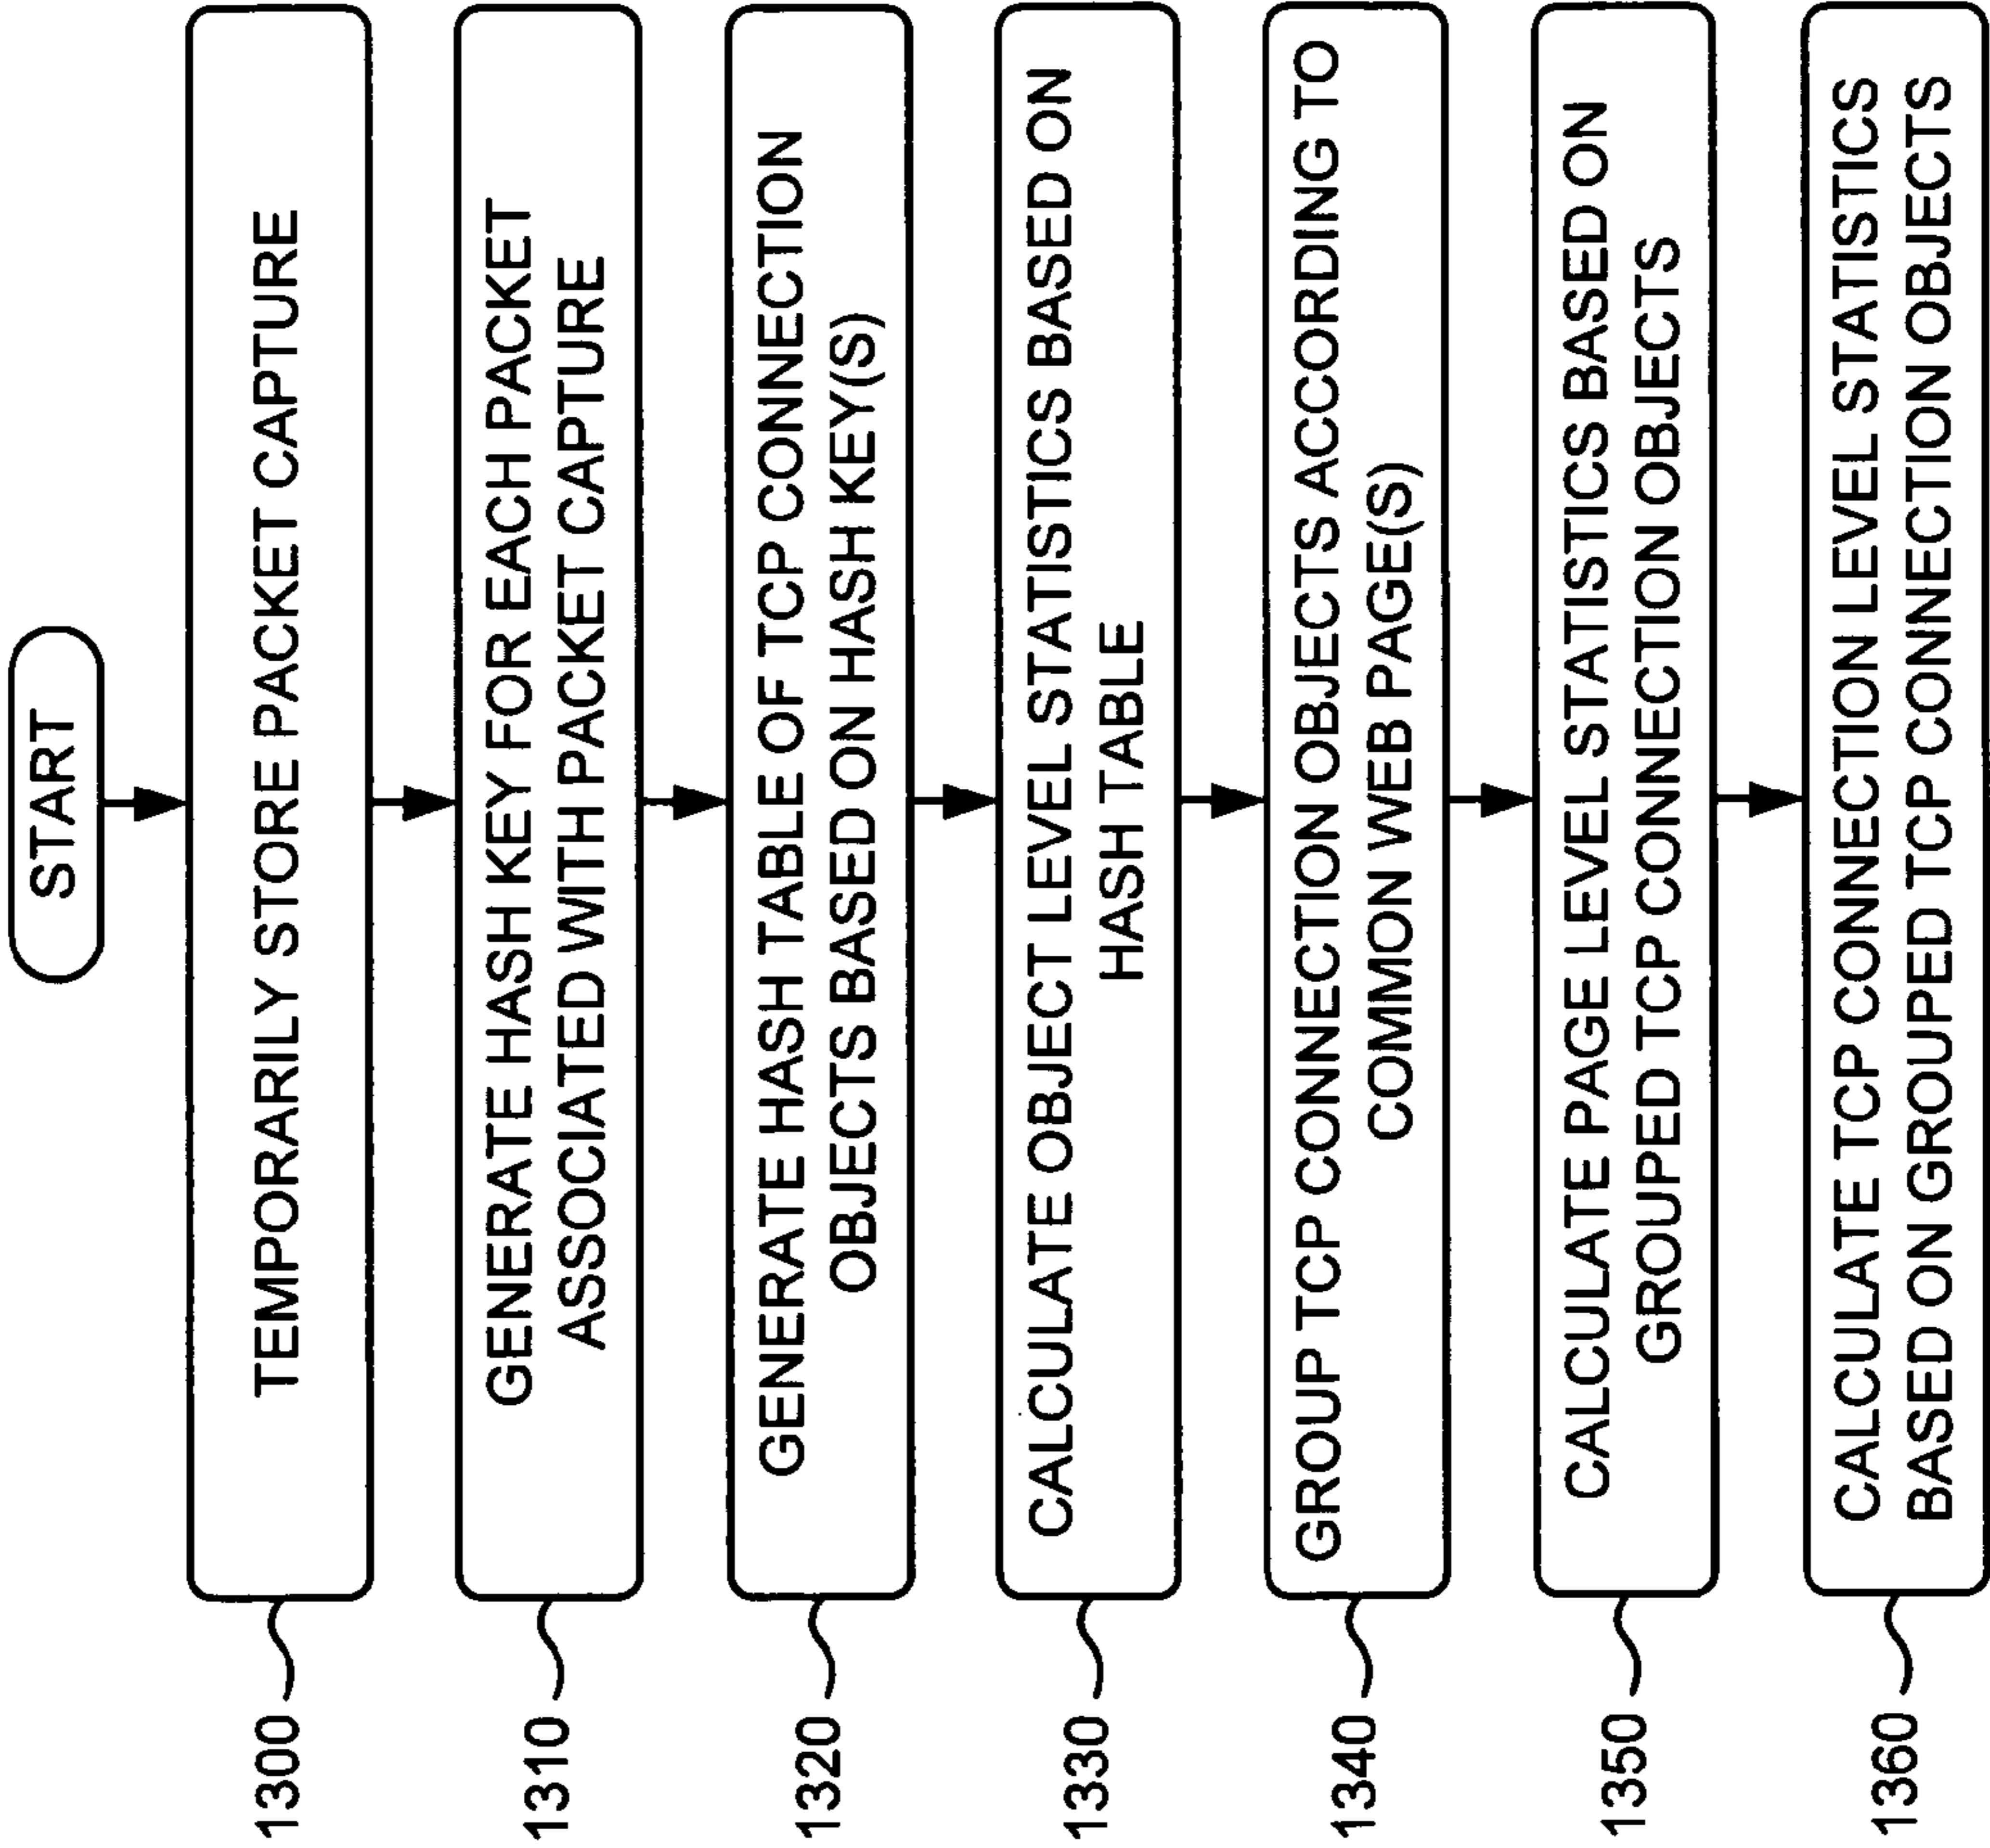 START
1300
TEMPORARILY STORE PACKET CAPTURE
1310
GENERATE HASH KEY FOR EACH PACKET
ASSOCIATED WITH PACKET CAPTURE
1320
GENERATE HASH TABLE OF TCP CONNECTION
OBJECTS BASED ON HASH KEY(S)
1330
CALCULATE OBJECT LEVEL STATISTICS BASED ON
HASH TABLE
1340
GROUP TCP CONNECTION OBJECTS ACCORDING TO
COMMON WEB PAGE(S)
1350
CALCULATE PAGE LEVEL STATISTICS BASED ON
GROUPED TCP CONNECTION OBJECTS
1360
CALCULATE TCP CONNECTION LEVEL STATISTICS
BASED ON GROUPED TCP CONNECTION OBJECTS